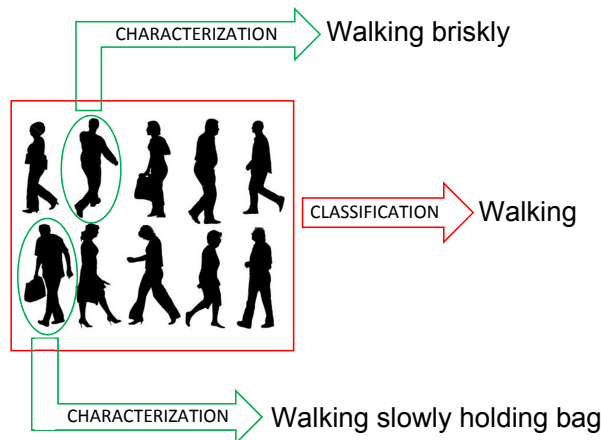 CHARACTERIZATION
Walking briskly
CLASSIFICATION
Walking
CHARACTERIZATION
Walking slowly holding bag